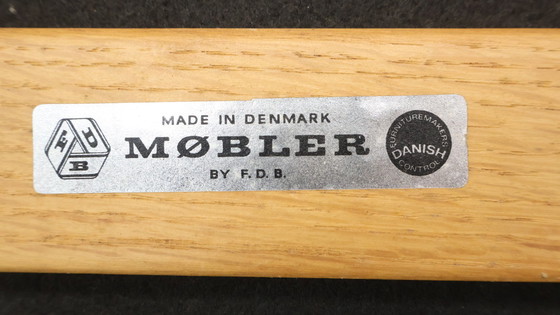 FDB
MADE IN DENMARK
MØBLER
BY F.D.B.
FURNITUREMAKERS
DANISH
CONTROL